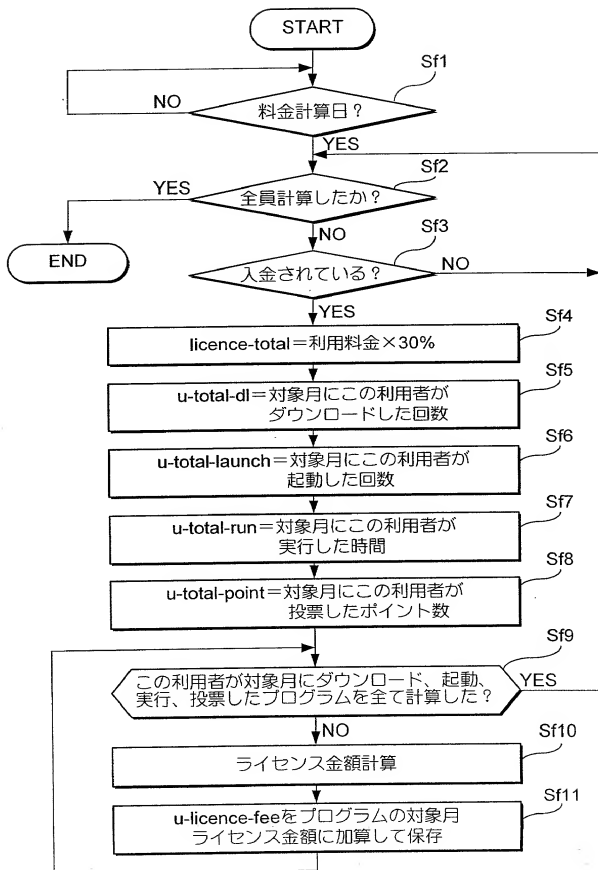 START
Sf1
NO
料金計算日？
YES
Sf2
YES
全員計算したか？
NO
Sf3
END
入金されている？
NO
YES
Sf4
licence-total＝利用料金×30%
Sf5
u-total-dl＝対象月にこの利用者が
ダウンロードした回数
Sf6
u-total-launch＝対象月にこの利用者が
起動した回数
Sf7
u-total-run＝対象月にこの利用者が
実行した時間
Sf8
u-total-point＝対象月にこの利用者が
投票したポイント数
Sf9
この利用者が対象月にダウンロード、起動、
実行、投票したプログラムを全て計算した？
YES
NO
Sf10
ライセンス金額計算
Sf11
u-licence-feeをプログラムの対象月
ライセンス金額に加算して保存